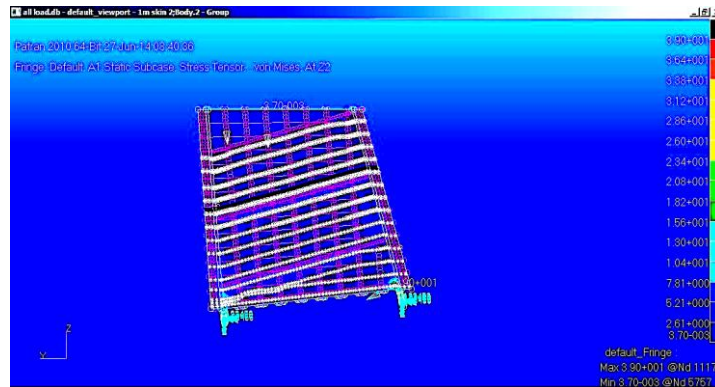 all load.db - default_viewport - 1m skin 2;Body.2 - Group
Patran 2010 64-Bit 27-Jun-14 08:40:36
Fringe: Default, A1:Static Subcase, Stress Tensor, , von Mises, At Z2
3.90+001
3.64+001
3.38+001
3.12+001
2.86+001
2.60+001
2.34+001
2.08+001
1.82+001
1.56+001
1.30+001
1.04+001
7.81+000
5.21+000
2.61+000
3.70-003
3.70-003
3.90+001
Z
Y
default_Fringe :
Max 3.90+001 @Nd 1117
Min 3.70-003 @Nd 5757